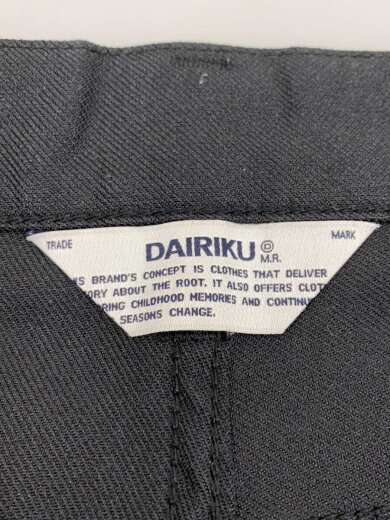 TRADE DAIRIKU © MARK
M.R.
BRAND'S CONCEPT IS CLOTHES THAT DELIVER
ABOUT THE ROOT. IT ALSO OFFERS
CHILDHOOD MEMORIES AND
SEASONS CHANGE.